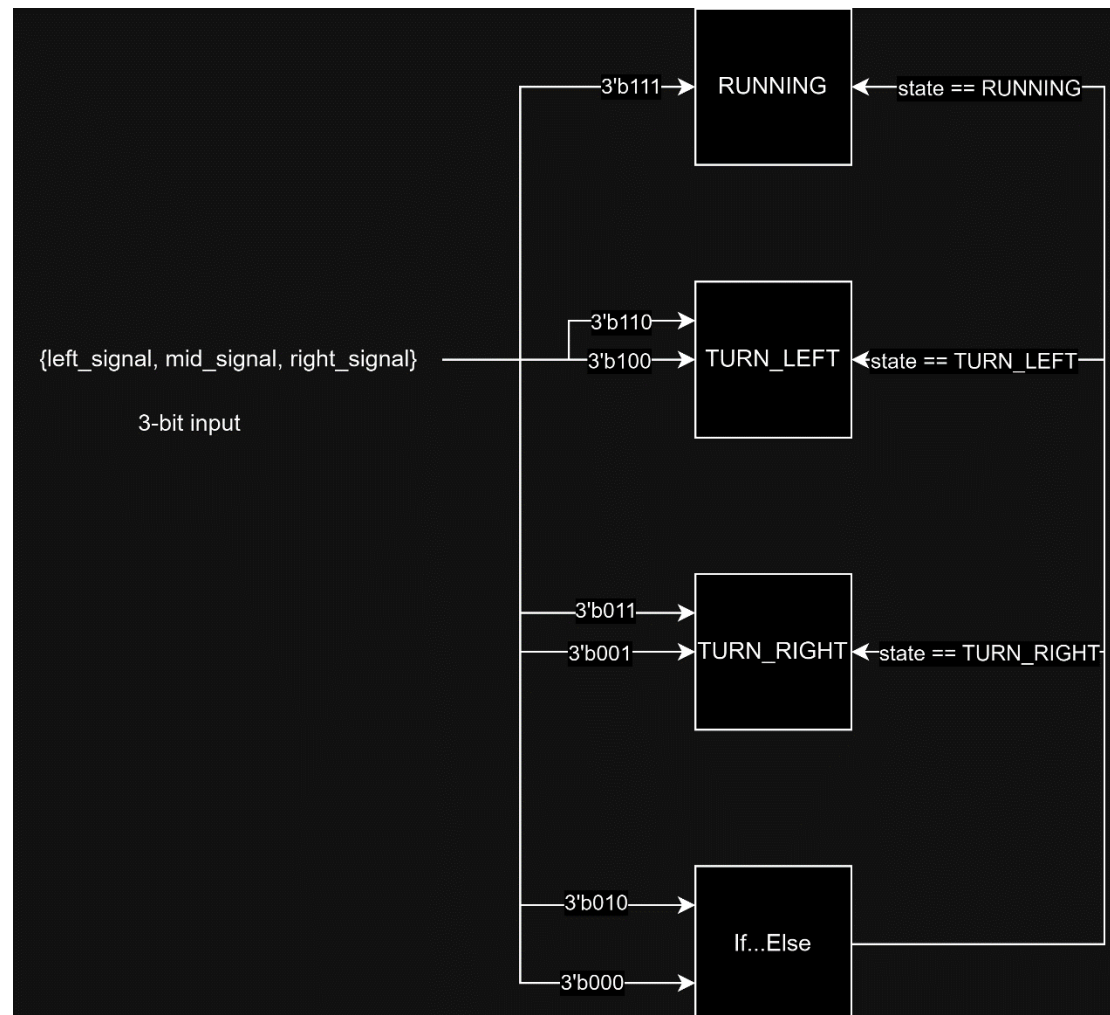 3'b111
RUNNING
state == RUNNING
3'b110
3'b100
TURN_LEFT
state == TURN_LEFT
{left_signal, mid_signal, right_signal}
3-bit input
3'b011
3'b001
TURN_RIGHT
state == TURN_RIGHT
3'b010
If...Else
3'b000